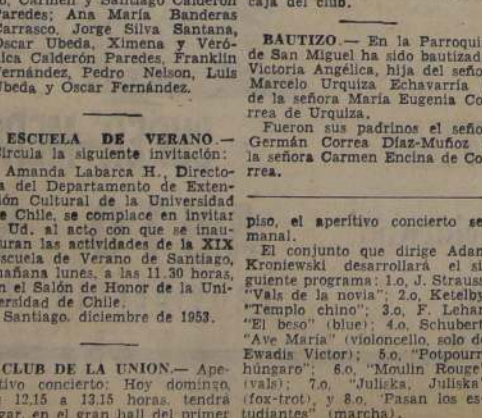 Carmen y Santiago Calderón
Paredes; Ana María Banderas
Carrasco, Jorge Silva Santana,
Oscar Ubeda, Ximena y Veró-
ica Calderón Paredes, Franklin
ernández, Pedro Nelson, Luis
Ubeda y Oscar Fernández.
ESCUELA DE VERANO.—
Circula la siguiente invitación:
Amanda Labarca H., Directo-
a del Departamento de Exten-
ión Cultural de la Universidad
e Chile, se complace en invitar
Ud. al acto con que se inau-
uran las actividades de la XIX
scuela de Verano de Santiago,
mañana lunes, a las 11.30 horas,
n el Salón de Honor de la Uni-
ersidad de Chile.
Santiago, diciembre de 1953.
CLUB DE LA UNION.— Ape-
tivo concierto: Hoy domingo,
12.15 a 13.15 horas, tendrá
gar, en el gran hall del primer
caja del club.
BAUTIZO.— En la Parroqui
de San Miguel ha sido bautizad
Victoria Angélica, hija del seño
Marcelo Urquiza Echavarría
de la señora María Eugenia Co
rrea de Urquiza.
Fueron sus padrinos el seño
Germán Correa Díaz-Muñoz
la señora Carmen Encina de Co
rrea.
piso, el aperitivo concierto se
manal.
El conjunto que dirige Adam
Kroniewski desarrollará el si
guiente programa: 1.o, J. Strauss
"Vals de la novia"; 2.o, Ketelby
"Templo chino"; 3.o, F. Lehar
"El beso" (blue); 4.o, Schubert
"Ave María" (violoncello, solo de
Ewadis Victor); 5.o, "Potpourr
húngaro"; 6.o, "Moulin Rouge"
(vals); 7.o, "Juliska, Juliska"
(fox-trot), y 8.o, 'Pasan los es-
tudiantes" (marcha).